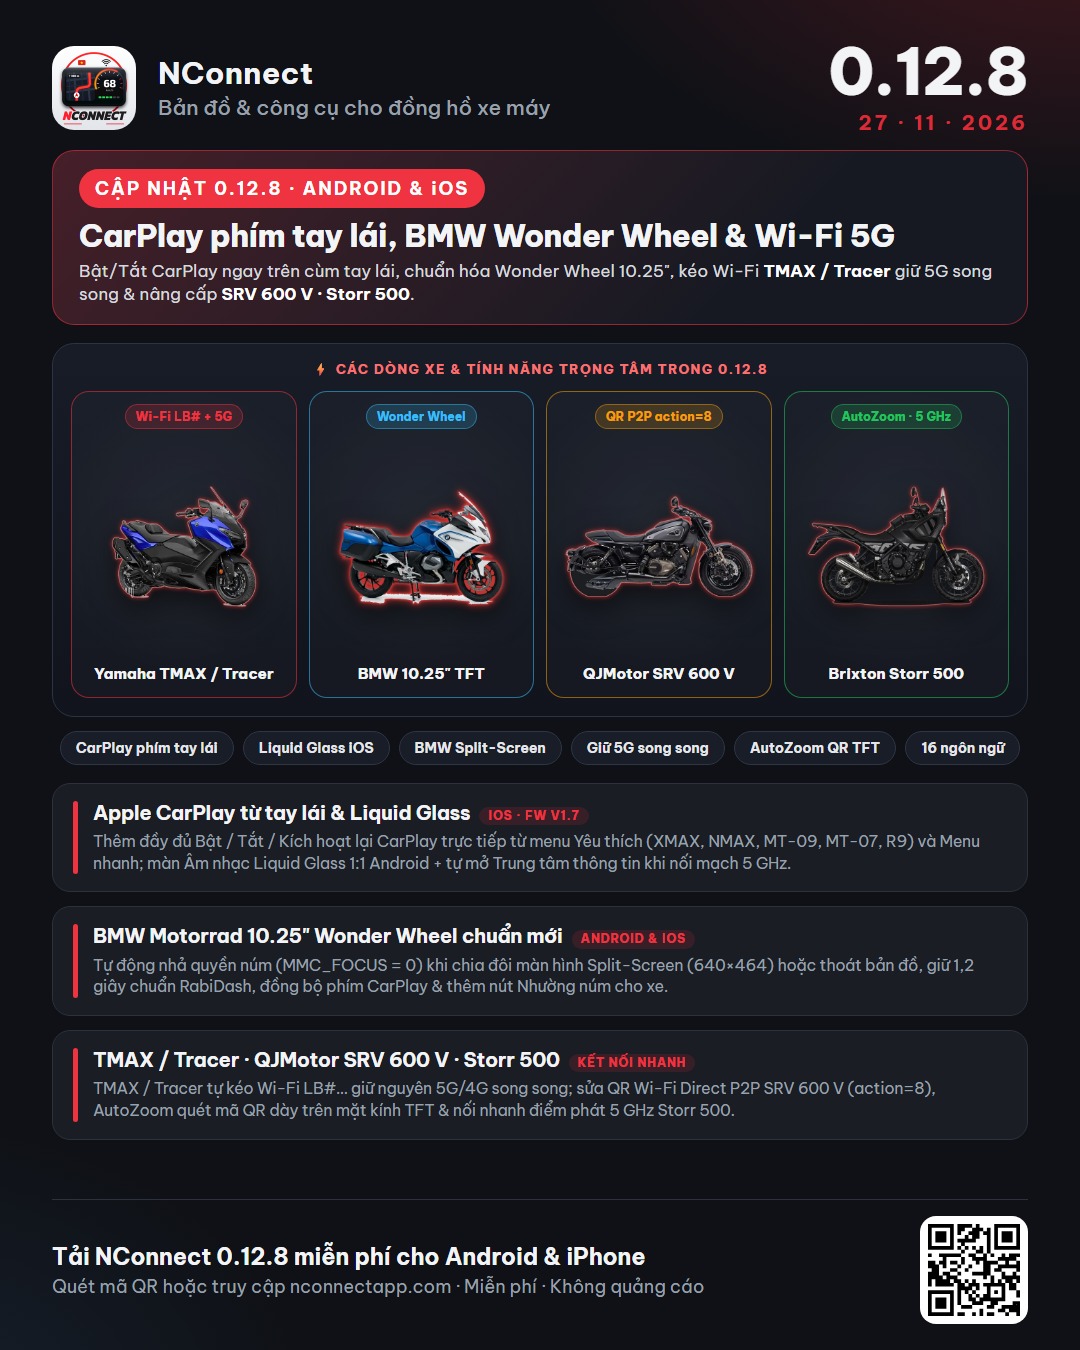 NConnect
Bản đồ & công cụ cho đồng hồ xe máy
68
NCONNECT
0.12.8
27 · 11 · 2026
CẬP NHẬT 0.12.8 · ANDROID & iOS
CarPlay phím tay lái, BMW Wonder Wheel & Wi-Fi 5G
Bật/Tắt CarPlay ngay trên cùm tay lái, chuẩn hóa Wonder Wheel 10.25", kéo Wi-Fi TMAX / Tracer giữ 5G song
song & nâng cấp SRV 600 V · Storr 500.
CÁC DÒNG XE & TÍNH NĂNG TRỌNG TÂM TRONG 0.12.8
Wi-Fi LB# + 5G
Wonder Wheel
QR P2P action=8
AutoZoom · 5 GHz
Yamaha TMAX / Tracer
BMW 10.25" TFT
QJMotor SRV 600 V
Brixton Storr 500
CarPlay phím tay lái
Liquid Glass iOS
BMW Split-Screen
Giữ 5G song song
AutoZoom QR TFT
16 ngôn ngữ
Apple CarPlay từ tay lái & Liquid Glass IOS · FW V1.7
Thêm đầy đủ Bật / Tắt / Kích hoạt lại CarPlay trực tiếp từ menu Yêu thích (XMAX, NMAX, MT-09, MT-07, R9) và Menu
nhanh; màn Âm nhạc Liquid Glass 1:1 Android + tự mở Trung tâm thông tin khi nối mạch 5 GHz.
BMW Motorrad 10.25" Wonder Wheel chuẩn mới ANDROID & IOS
Tự động nhả quyền núm (MMC_FOCUS = 0) khi chia đôi màn hình Split-Screen (640×464) hoặc thoát bản đồ, giữ 1,2
giây chuẩn RabiDash, đồng bộ phím CarPlay & thêm nút Nhường núm cho xe.
TMAX / Tracer · QJMotor SRV 600 V · Storr 500 KẾT NỐI NHANH
TMAX / Tracer tự kéo Wi-Fi LB#... giữ nguyên 5G/4G song song; sửa QR Wi-Fi Direct P2P SRV 600 V (action=8),
AutoZoom quét mã QR dày trên mặt kính TFT & nối nhanh điểm phát 5 GHz Storr 500.
Tải NConnect 0.12.8 miễn phí cho Android & iPhone
Quét mã QR hoặc truy cập nconnectapp.com · Miễn phí · Không quảng cáo